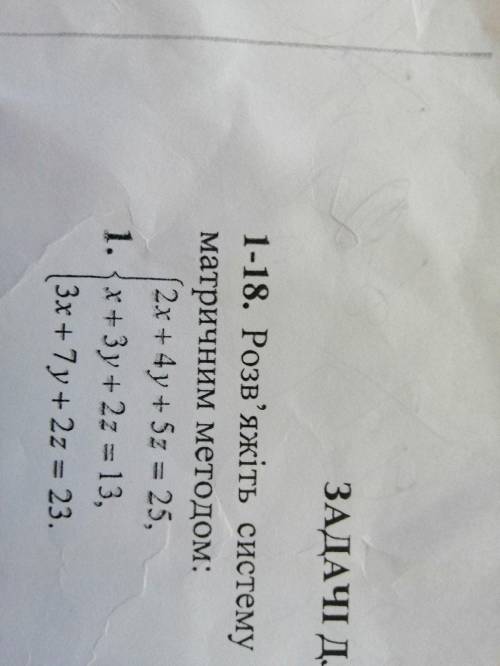 ЗАДАЧІ Д
1-18. Розв’яжіть систему
матричним методом:
2x + 4y + 5z = 25,
1. x + 3y + 2z = 13,
3x + 7y + 2z = 23.